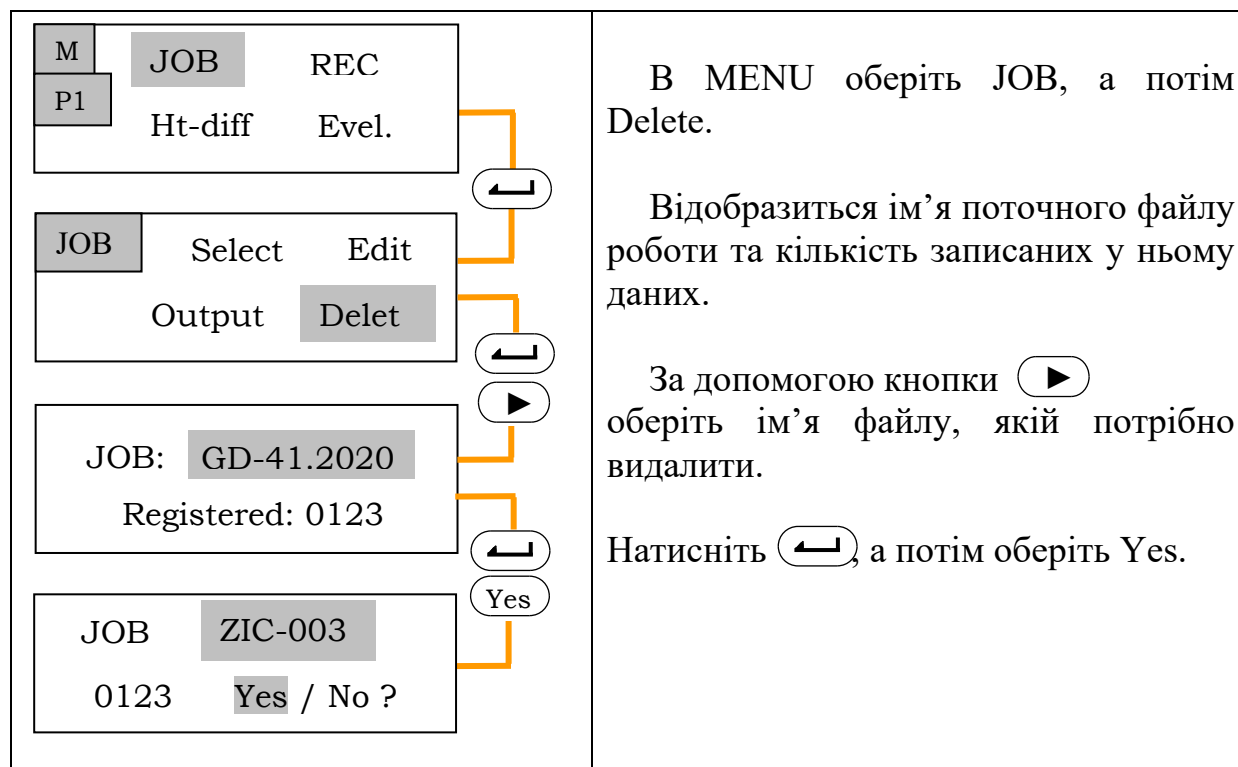 M JOB REC
P1
Ht-diff Evel.
JOB Select Edit
Output Delet
JOB: GD-41.2020
Registered: 0123
Yes
JOB ZIC-003
0123 Yes / No ?
В MENU оберіть JOB, а потім
Delete.
Відобразиться ім’я поточного файлу
роботи та кількість записаних у ньому
даних.
За допомогою кнопки
оберіть ім’я файлу, якій потрібно
видалити.
Натисніть , а потім оберіть Yes.